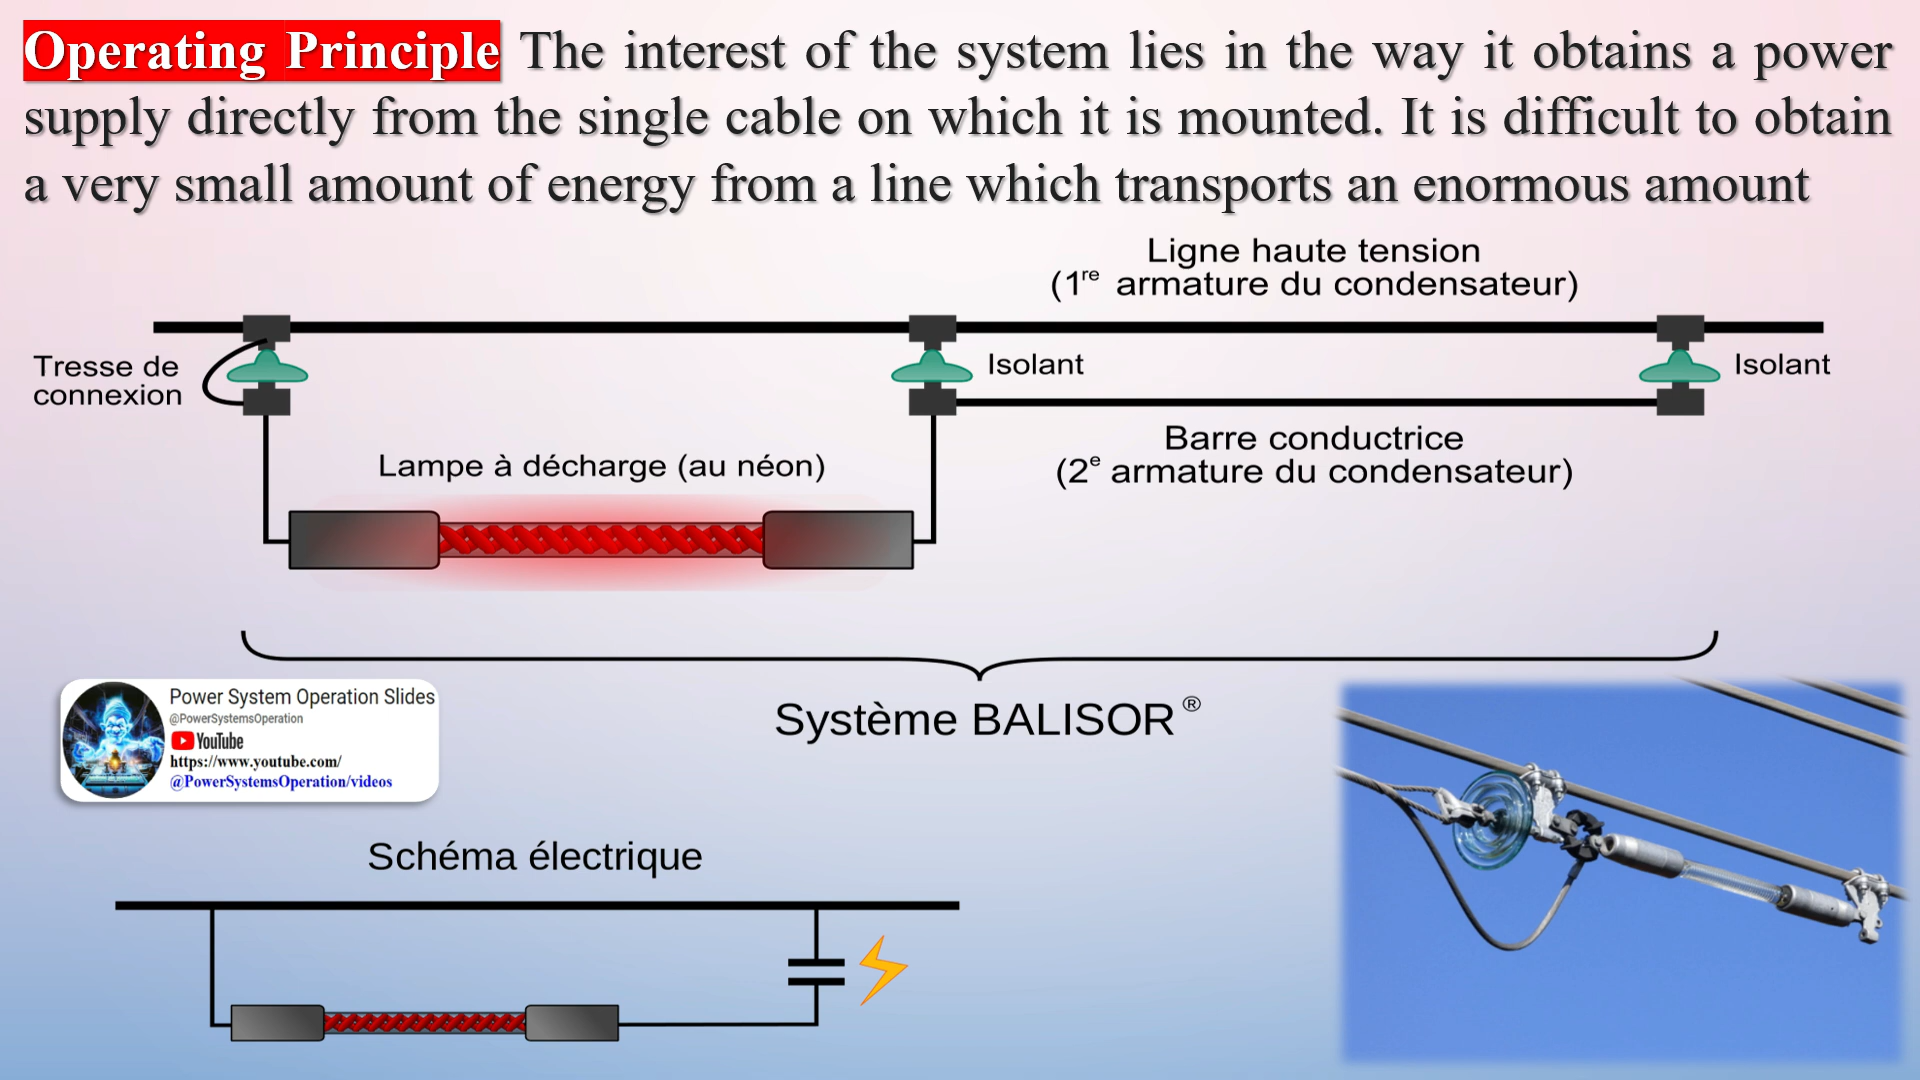 Operating Principle The interest of the system lies in the way it obtains a power
supply directly from the single cable on which it is mounted. It is difficult to obtain
a very small amount of energy from a line which transports an enormous amount
Ligne haute tension
(1re armature du condensateur)
Tresse de
connexion
Isolant
Isolant
Barre conductrice
(2e armature du condensateur)
Lampe à décharge (au néon)
Système BALISOR®
Power System Operation Slides
@PowerSystemsOperation
YouTube
https://www.youtube.com/
@PowerSystemsOperation/videos
Schéma électrique